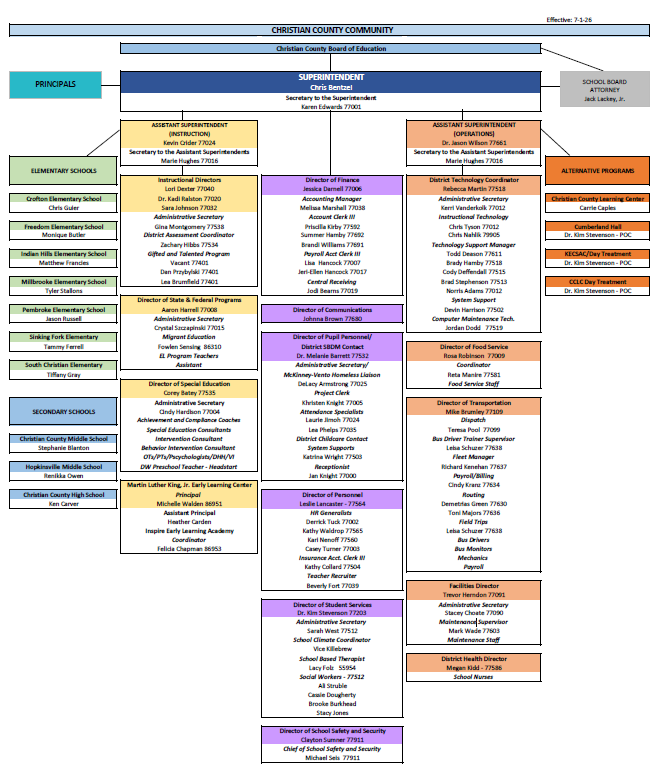 Effective: 7-1-26
CHRISTIAN COUNTY COMMUNITY
Christian County Board of Education
PRINCIPALS
SUPERINTENDENT
Chris Bentzel
Secretary to the Superintendent
Karen Edwards 77001
SCHOOL BOARD
ATTORNEY
Jack Lackey, Jr.
ASSISTANT SUPERINTENDENT
(INSTRUCTION)
Kevin Crider 77024
Secretary to the Assistant Superintendents
Marie Hughes 77016
ASSISTANT SUPERINTENDENT
(OPERATIONS)
Dr. Jason Wilson 77661
Secretary to the Assistant Superintendents
Marie Hughes 77016
ELEMENTARY SCHOOLS
Crofton Elementary School
Chris Guier
Freedom Elementary School
Monique Butler
Indian Hills Elementary School
Matthew Francies
Millbrooke Elementary School
Tyler Stallons
Pembroke Elementary School
Jason Russell
Sinking Fork Elementary
Tammy Ferrell
South Christian Elementary
Tiffany Gray
SECONDARY SCHOOLS
Christian County Middle School
Stephanie Blanton
Hopkinsville Middle School
Renikka Owen
Christian County High School
Ken Carver
Instructional Directors
Lori Dexter 77040
Dr. Kadi Ralston 77020
Sara Johnson 77032
Administrative Secretary
Gina Montgomery 77538
District Assessment Coordinator
Zachary Hibbs 77534
Gifted and Talented Program
Vacant 77401
Dan Przybylski 77401
Lea Brumfield 77401
Director of State & Federal Programs
Aaron Harrell 77008
Administrative Secretary
Crystal Szczapinski 77015
Migrant Education
Fowlen Sensing 86310
EL Program Teachers
Assistant
Director of Special Education
Corey Batey 77535
Administrative Secretary
Cindy Hardison 77004
Achievement and Compliance Coaches
Special Education Consultants
Intervention Consultant
Behavior Intervention Consultant
OTs/PTs/Pscychologists/DHH/VI
DW Preschool Teacher - Headstart
Martin Luther King, Jr. Early Learning Center
Principal
Michelle Walden 86951
Assistant Principal
Heather Carden
Inspire Early Learning Academy
Coordinator
Felicia Chapman 86953
Director of Finance
Jessica Darnell 77006
Accounting Manager
Melissa Marshall 77038
Account Clerk III
Priscilla Kirby 77592
Summer Hamby 77692
Brandi Williams 77691
Payroll Acct Clerk III
Lisa Hancock 77007
Jeri-Ellen Hancock 77017
Central Receiving
Jodi Beams 77019
Director of Communications
Johnna Brown 77680
Director of Pupil Personnel/
District SBDM Contact
Dr. Melanie Barrett 77532
Administrative Secretary/
McKinney-Vento Homeless Liaison
DeLacy Armstrong 77025
Project Clerk
Khristen Knight 77005
Attendance Specialists
Laurie Jimoh 77024
Lea Phelps 77035
District Childcare Contact
System Supports
Katrina Wright 77503
Receptionist
Jan Knight 77000
Director of Personnel
Leslie Lancaster - 77564
HR Generalists
Derrick Tuck 77002
Kathy Waldrop 77565
Kari Nenoff 77560
Casey Turner 77003
Insurance Acct. Clerk III
Kathy Collard 77504
Teacher Recruiter
Beverly Fort 77039
Director of Student Services
Dr. Kim Stevenson 77203
Administrative Secretary
Sarah West 77512
School Climate Coordinator
Vice Killebrew
School Based Therapist
Lacy Folz 55954
Social Workers - 77512
Ali Struble
Cassie Dougherty
Brooke Burkhead
Stacy Jones
Director of School Safety and Security
Clayton Sumner 77911
Chief of School Safety and Security
Michael Seis 77911
District Technology Coordinator
Rebecca Martin 77518
Administrative Secretary
Kerri Vanderkolk 77012
Instructional Technology
Chris Tyson 77012
Chris Nahlik 79905
Technology Support Manager
Todd Deason 77611
Brady Hamby 77518
Cody Deffendall 77515
Brad Stephenson 77513
Norris Adams 77012
System Support
Devin Harrison 77502
Computer Maintenance Tech.
Jordan Dodd 77519
Director of Food Service
Rosa Robinson 77009
Coordinator
Reta Manire 77581
Food Service Staff
Director of Transportation
Mike Brumley 77109
Dispatch
Teresa Pool 77099
Bus Driver Trainer Supervisor
Leisa Schuzer 77638
Fleet Manager
Richard Kenehan 77637
Payroll/Billing
Cindy Kranz 77634
Routing
Demetrias Green 77630
Toni Majors 77636
Field Trips
Leisa Schuzer 77638
Bus Drivers
Bus Monitors
Mechanics
Payroll
Facilities Director
Trevor Herndon 77091
Administrative Secretary
Stacey Choate 77090
Maintenance Supervisor
Mark Wade 77603
Maintenance Staff
District Health Director
Megan Kidd - 77586
School Nurses
ALTERNATIVE PROGRAMS
Christian County Learning Center
Carrie Caples
Cumberland Hall
Dr. Kim Stevenson - POC
KECSAC/Day Treatment
Dr. Kim Stevenson - POC
CCLC Day Treatment
Dr. Kim Stevenson - POC